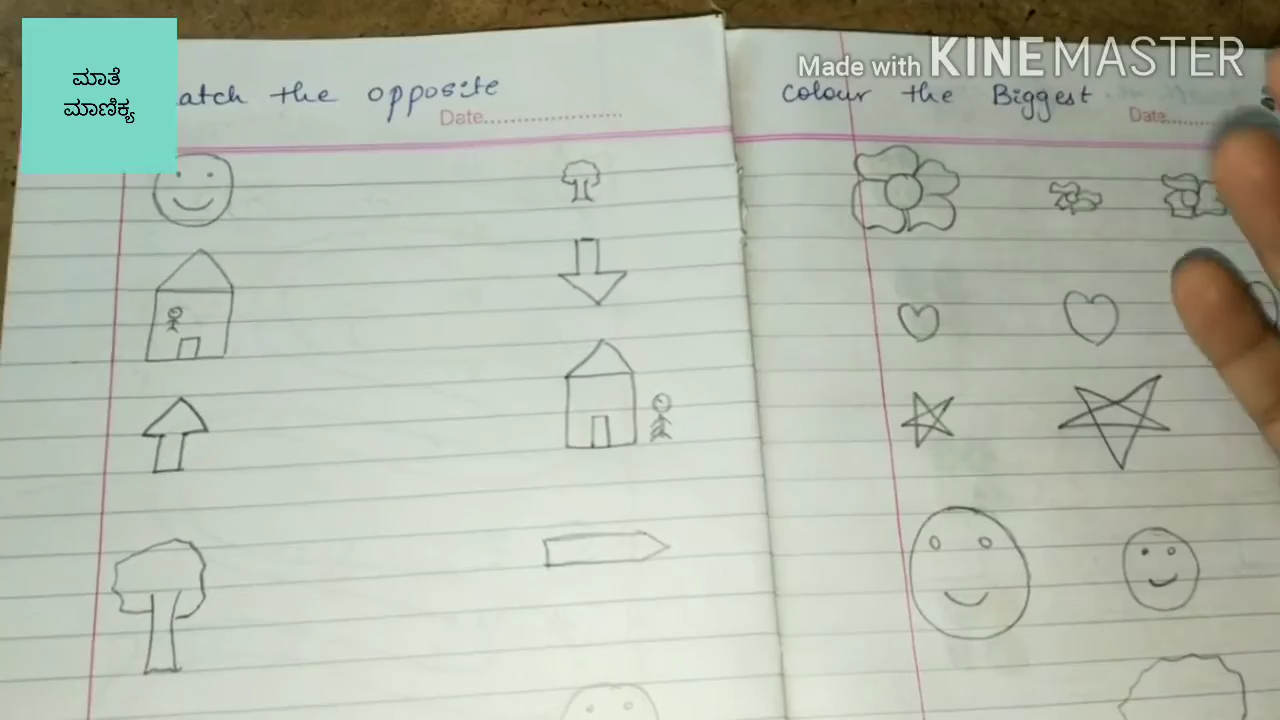 ಮಾತೆ
ಮಾಣಿಕ್ಯ
atch the opposite
Date
Made with KINEMASTER
Colour the Biggest
Date